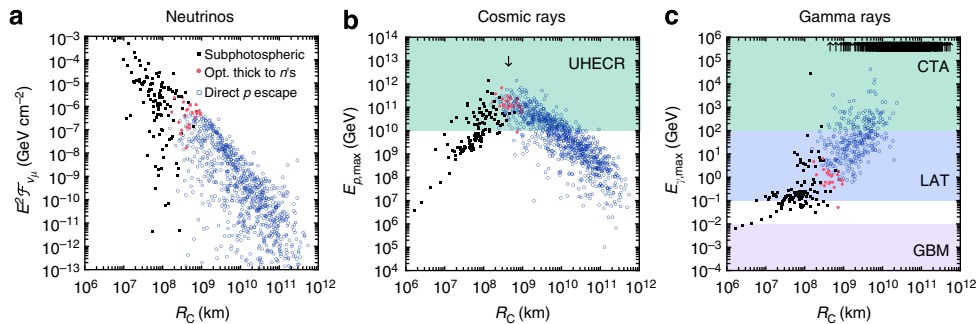 a Neutrinos
10^-3
10^-4
10^-5
10^-6
10^-7
10^-8
10^-9
10^-10
10^-11
10^-12
10^-13
E²ℱ_νμ (GeV cm⁻²)
Subphotospheric
Opt. thick to n's
Direct p escape
10^6 10^7 10^8 10^9 10^10 10^11 10^12
R_C (km)
b Cosmic rays
10^14
10^13
10^12
10^11
10^10
10^9
10^8
10^7
10^6
10^5
10^4
E_p,max (GeV)
UHECR
10^6 10^7 10^8 10^9 10^10 10^11 10^12
R_C (km)
c Gamma rays
10^6
10^5
10^4
10^3
10^2
10^1
10^0
10^-1
10^-2
10^-3
10^-4
E_γ,max (GeV)
CTA
LAT
GBM
10^6 10^7 10^8 10^9 10^10 10^11 10^12
R_C (km)